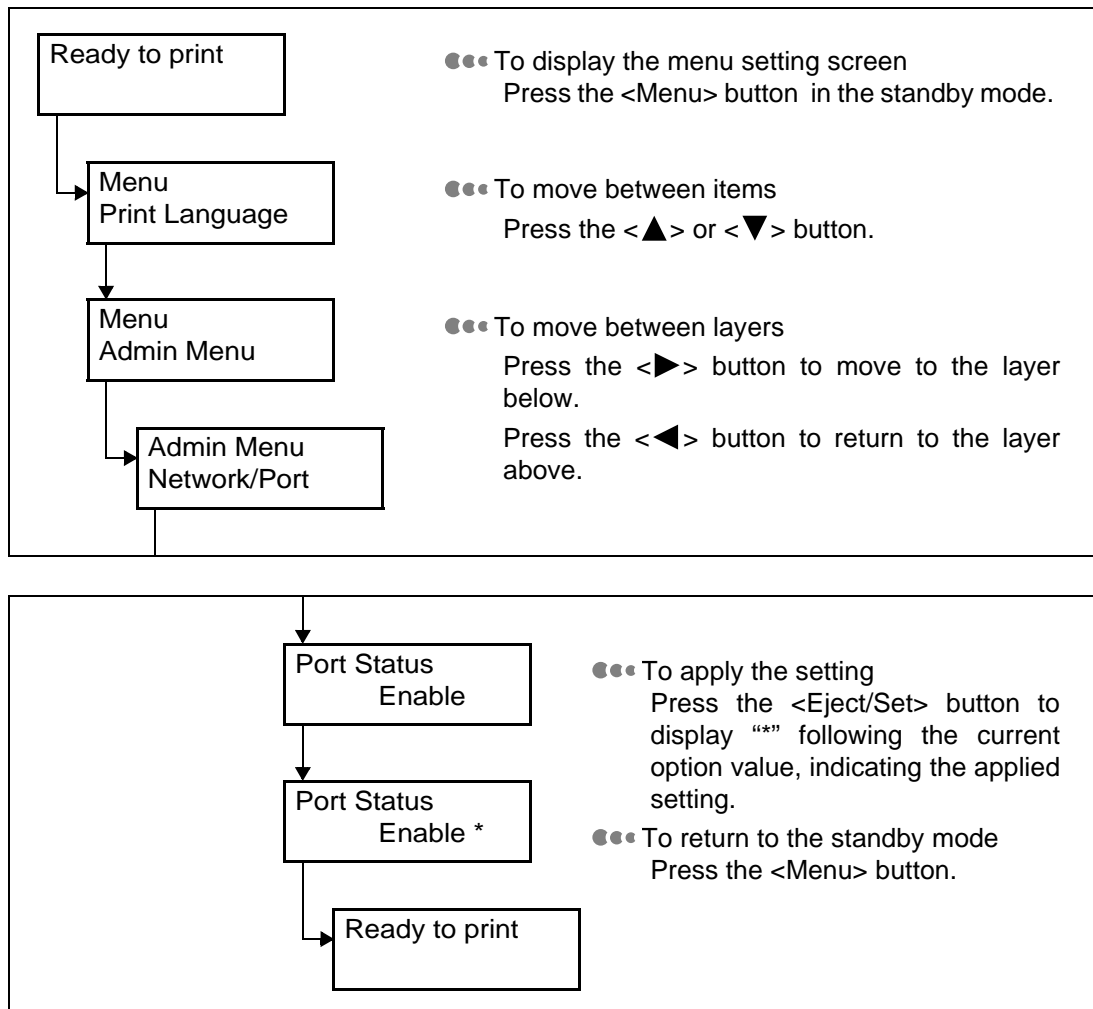 Ready to print
To display the menu setting screen
Press the <Menu> button in the standby mode.
Menu
Print Language
To move between items
Press the <▲> or <▼> button.
Menu
Admin Menu
To move between layers
Press the <▶> button to move to the layer
below.
Press the <◀> button to return to the layer
above.
Admin Menu
Network/Port
Port Status
Enable
To apply the setting
Press the <Eject/Set> button to
display “*” following the current
option value, indicating the applied
setting.
Port Status
Enable *
To return to the standby mode
Press the <Menu> button.
Ready to print